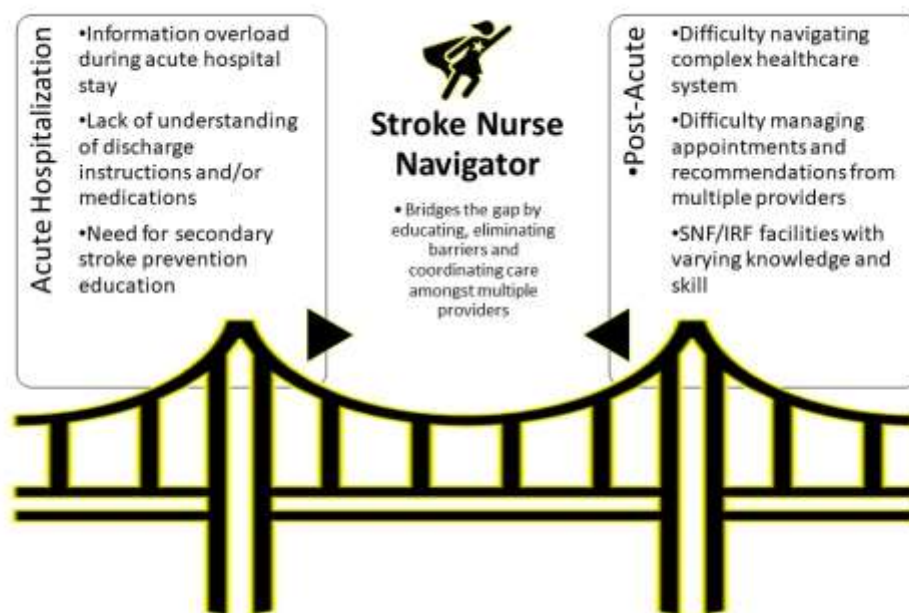 Acute Hospitalization
•Information overload
during acute hospital
stay
•Lack of understanding
of discharge
instructions and/or
medications
•Need for secondary
stroke prevention
education
Stroke Nurse
Navigator
• Bridges the gap by
educating, eliminating
barriers and
coordinating care
amongst multiple
providers
•Post-Acute
•Difficulty navigating
complex healthcare
system
•Difficulty managing
appointments and
recommendations from
multiple providers
•SNF/IRF facilities with
varying knowledge and
skill